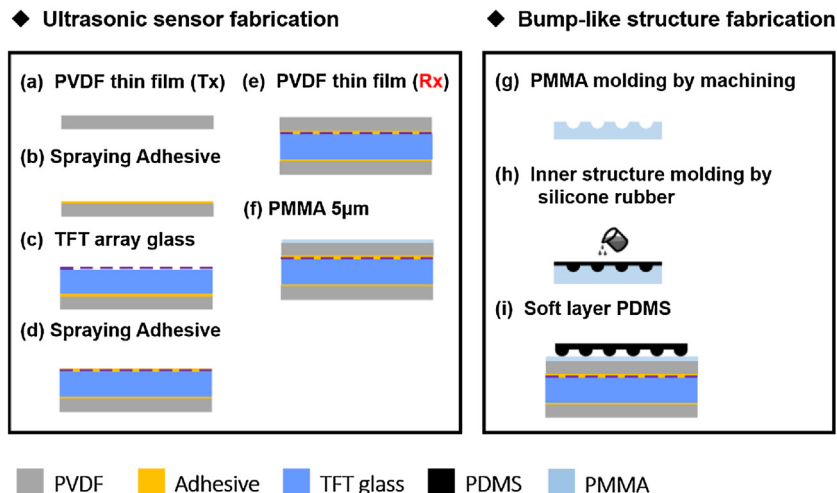 ◆ Ultrasonic sensor fabrication
◆ Bump-like structure fabrication
(a) PVDF thin film (Tx)
(b) Spraying Adhesive
(c) TFT array glass
(d) Spraying Adhesive
(e) PVDF thin film (Rx)
(f) PMMA 5μm
(g) PMMA molding by machining
(h) Inner structure molding by
silicone rubber
(i) Soft layer PDMS
PVDF Adhesive TFT glass PDMS PMMA